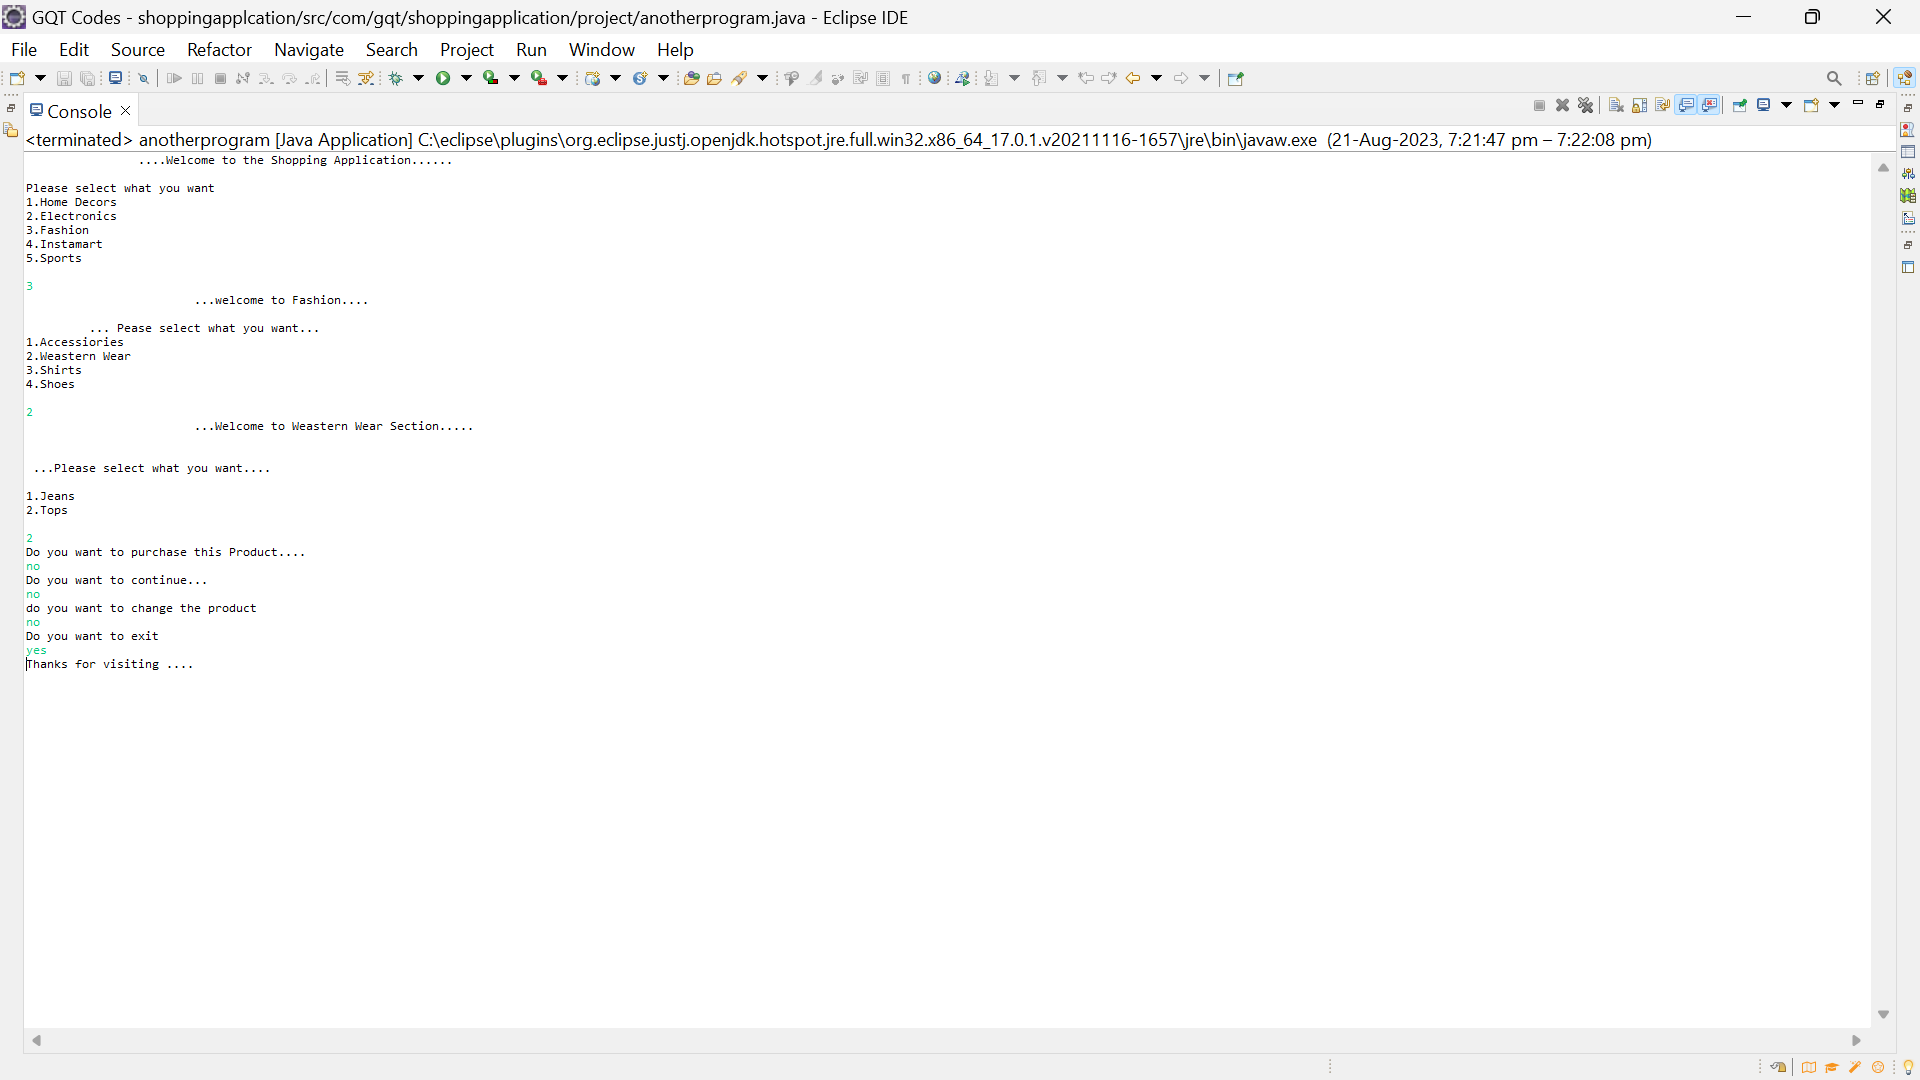 GQT Codes - shoppingapplcation/src/com/gqt/shoppingapplication/project/anotherprogram.java - Eclipse IDE
File Edit Source Refactor Navigate Search Project Run Window Help
Console
<terminated> anotherprogram [Java Application] C:\eclipse\plugins\org.eclipse.justj.openjdk.hotspot.jre.full.win32.x86_64_17.0.1.v20211116-1657\jre\bin\javaw.exe (21-Aug-2023, 7:21:47 pm – 7:22:08 pm)
....Welcome to the Shopping Application......
Please select what you want
1.Home Decors
2.Electronics
3.Fashion
4.Instamart
5.Sports
3
...welcome to Fashion....
... Pease select what you want...
1.Accessiories
2.Weastern Wear
3.Shirts
4.Shoes
2
...Welcome to Weastern Wear Section.....
...Please select what you want....
1.Jeans
2.Tops
2
Do you want to purchase this Product....
no
Do you want to continue...
no
do you want to change the product
no
Do you want to exit
yes
Thanks for visiting ....